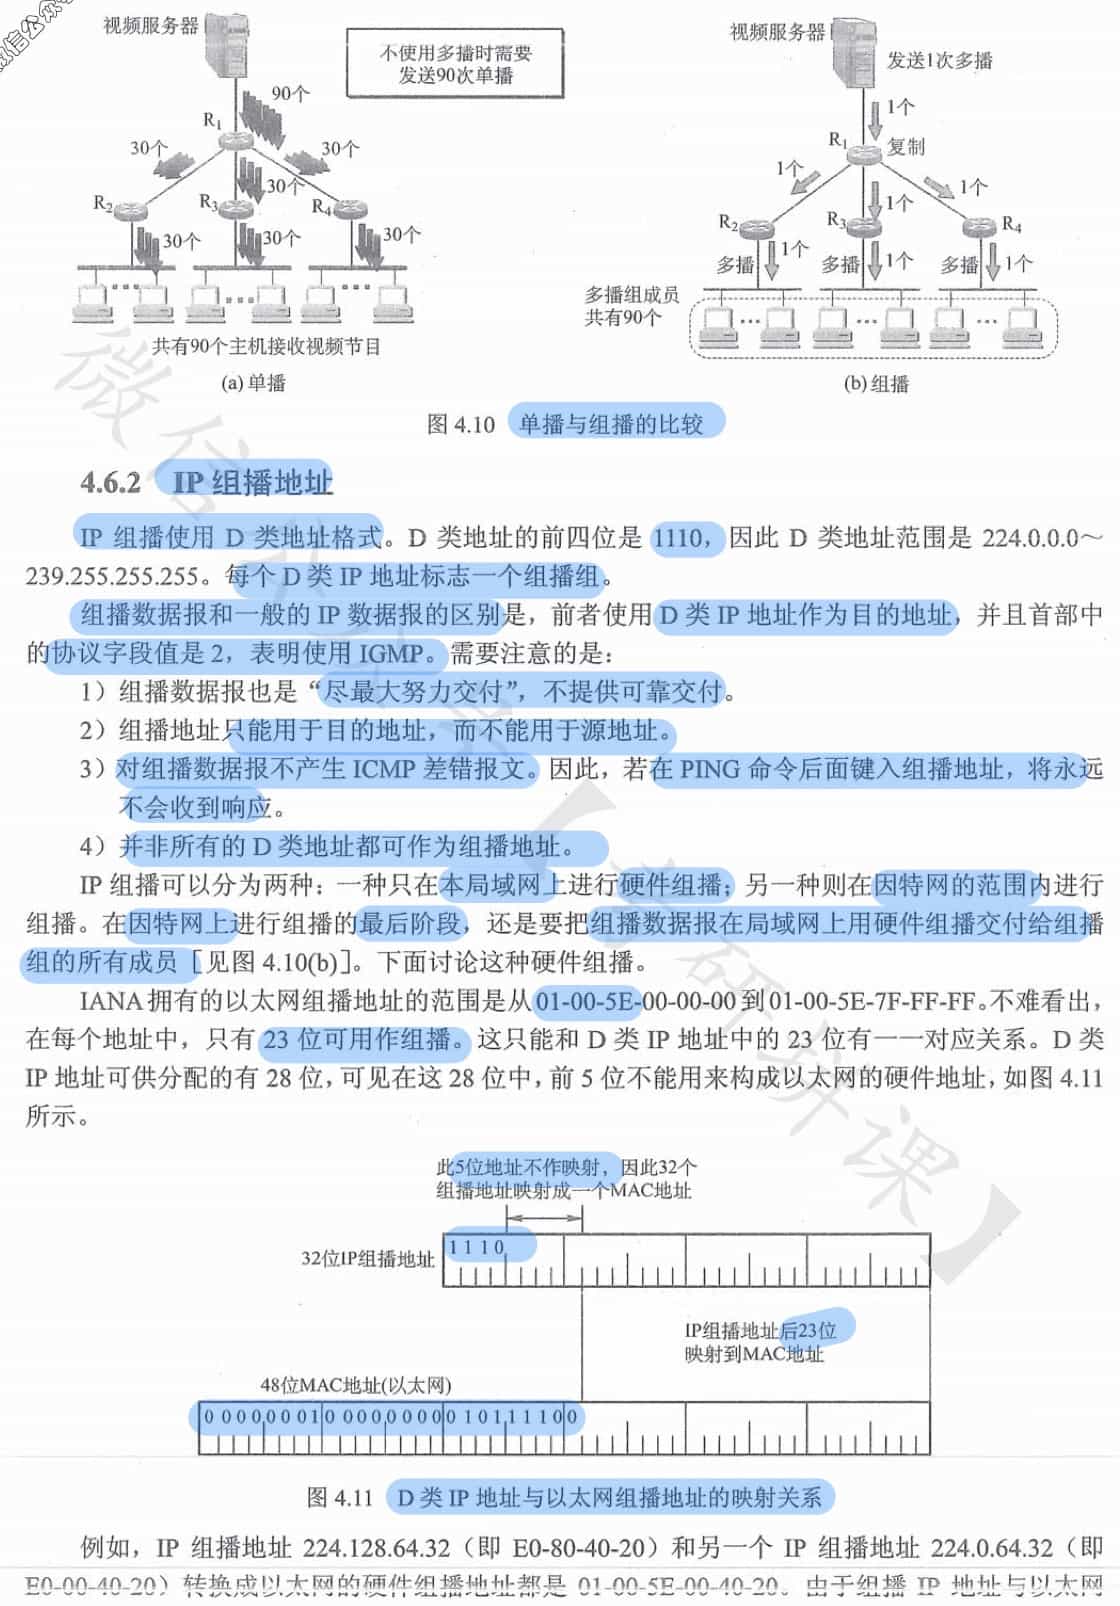 微信公众
视频服务器
不使用多播时需要
发送90次单播
90个
R1
30个
30个
30个
R2
R3
R4
30个
30个
30个
共有90个主机接收视频节目
(a) 单播
视频服务器
发送1次多播
1个
R1
复制
1个
1个
1个
R2
R3
R4
多播
1个
多播
1个
多播
1个
多播组成员
共有90个
(b) 组播
图 4.10 单播与组播的比较
4.6.2 IP 组播地址
IP 组播使用 D 类地址格式。D 类地址的前四位是 1110，因此 D 类地址范围是 224.0.0.0～
239.255.255.255。每个 D 类 IP 地址标志一个组播组。
组播数据报和一般的 IP 数据报的区别是，前者使用 D 类 IP 地址作为目的地址，并且首部中
的协议字段值是 2，表明使用 IGMP。需要注意的是：
1）组播数据报也是“尽最大努力交付”，不提供可靠交付。
2）组播地址只能用于目的地址，而不能用于源地址。
3）对组播数据报不产生 ICMP 差错报文。因此，若在 PING 命令后面键入组播地址，将永远
不会收到响应。
4）并非所有的 D 类地址都可作为组播地址。
IP 组播可以分为两种：一种只在本局域网上进行硬件组播；另一种则在因特网的范围内进行
组播。在因特网上进行组播的最后阶段，还是要把组播数据报在局域网上用硬件组播交付给组播
组的所有成员［见图 4.10(b)］。下面讨论这种硬件组播。
IANA 拥有的以太网组播地址的范围是从 01-00-5E-00-00-00 到 01-00-5E-7F-FF-FF。不难看出，
在每个地址中，只有 23 位可用作组播。这只能和 D 类 IP 地址中的 23 位有一一对应关系。D 类
IP 地址可供分配的有 28 位，可见在这 28 位中，前 5 位不能用来构成以太网的硬件地址，如图 4.11
所示。
此5位地址不作映射，因此32个
组播地址映射成一个MAC地址
32位IP组播地址
1 1 1 0
IP组播地址后23位
映射到MAC地址
48位MAC地址(以太网)
0 0 0 0 0 0 0 1 0 0 0 0 0 0 0 0 0 1 0 1 1 1 1 0 0
图 4.11 D 类 IP 地址与以太网组播地址的映射关系
例如，IP 组播地址 224.128.64.32（即 E0-80-40-20）和另一个 IP 组播地址 224.0.64.32（即
E0-00-40-20）转换成以太网的硬件组播地址都是 01-00-5E-00-40-20。由于组播 IP 地址与以太网